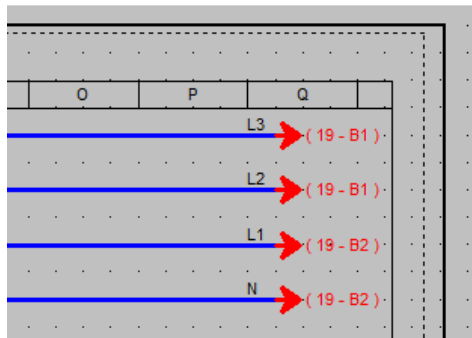 O P Q
L3 ( 19 - B1 )
L2 ( 19 - B1 )
L1 ( 19 - B2 )
N ( 19 - B2 )